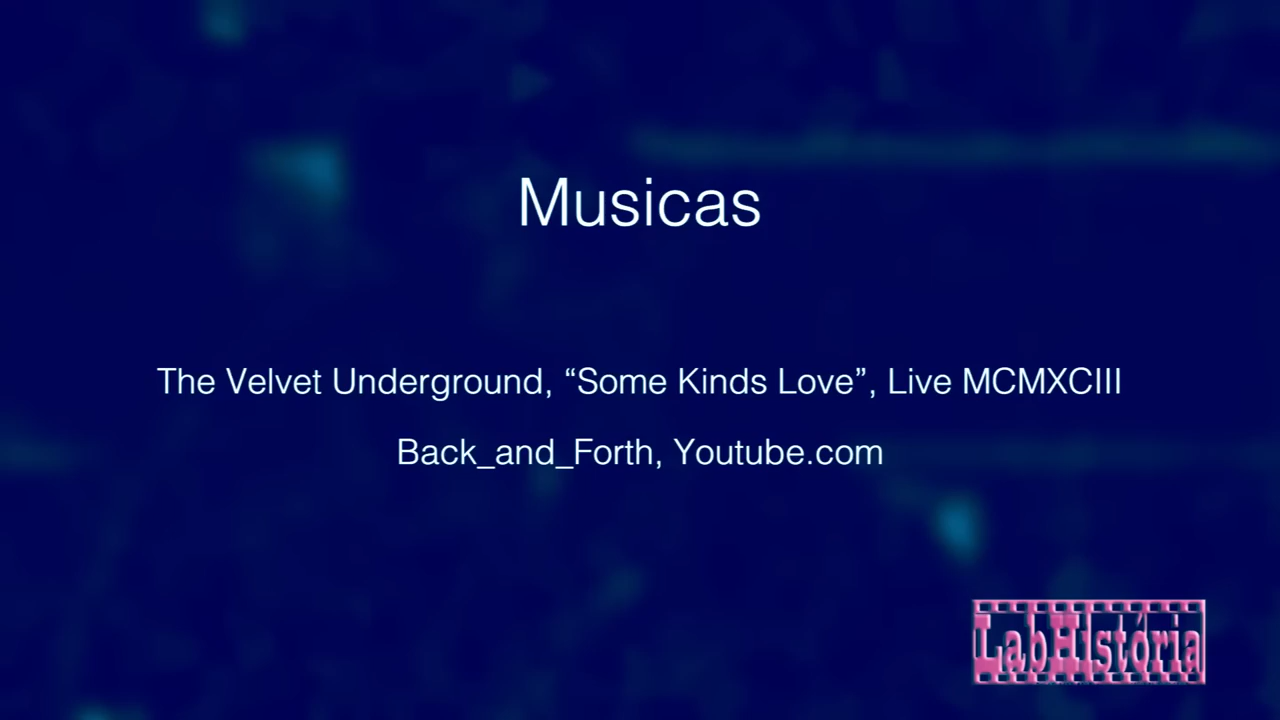 Musicas
The Velvet Underground, “Some Kinds Love”, Live MCMXCIII
Back_and_Forth, Youtube.com
LabHistória